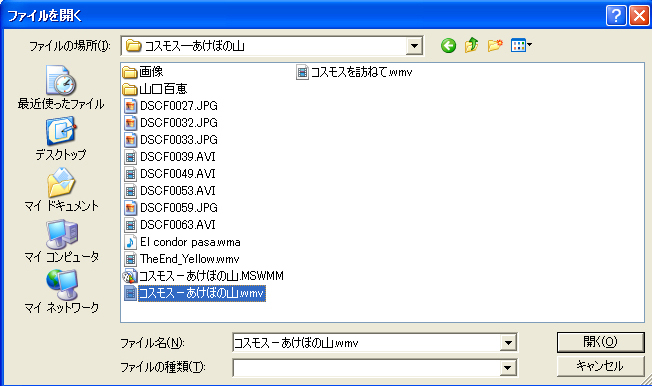 ファイルを開く
ファイルの場所(I):
コスモスーあけぼの山
最近使ったファイル
デスクトップ
マイ ドキュメント
マイ コンピュータ
マイ ネットワーク
画像
山口百恵
DSCF0027.JPG
DSCF0032.JPG
DSCF0033.JPG
DSCF0039.AVI
DSCF0049.AVI
DSCF0053.AVI
DSCF0059.JPG
DSCF0063.AVI
El condor pasa.wma
TheEnd_Yellow.wmv
コスモス－あけぼの山.MSWMM
コスモス－あけぼの山.wmv
コスモスを訪ねて.wmv
ファイル名(N):
コスモス－あけぼの山.wmv
開く(O)
ファイルの種類(T):
キャンセル